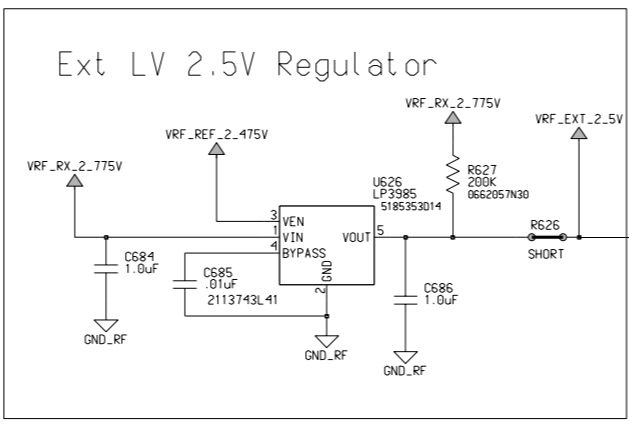 Ext LV 2.5V Regulator
VRF_RX_2_775V
VRF_EXT_2_5V
VRF_REF_2_475V
VRF_RX_2_775V
R627
200K
0662057N30
U626
LP3985
5185353D14
R626
SHORT
3
VEN
1
VIN
4
BYPASS
VOUT
5
GND
2
C684
1.0uF
C685
.01uF
2113743L41
C686
1.0uF
GND_RF
GND_RF
GND_RF